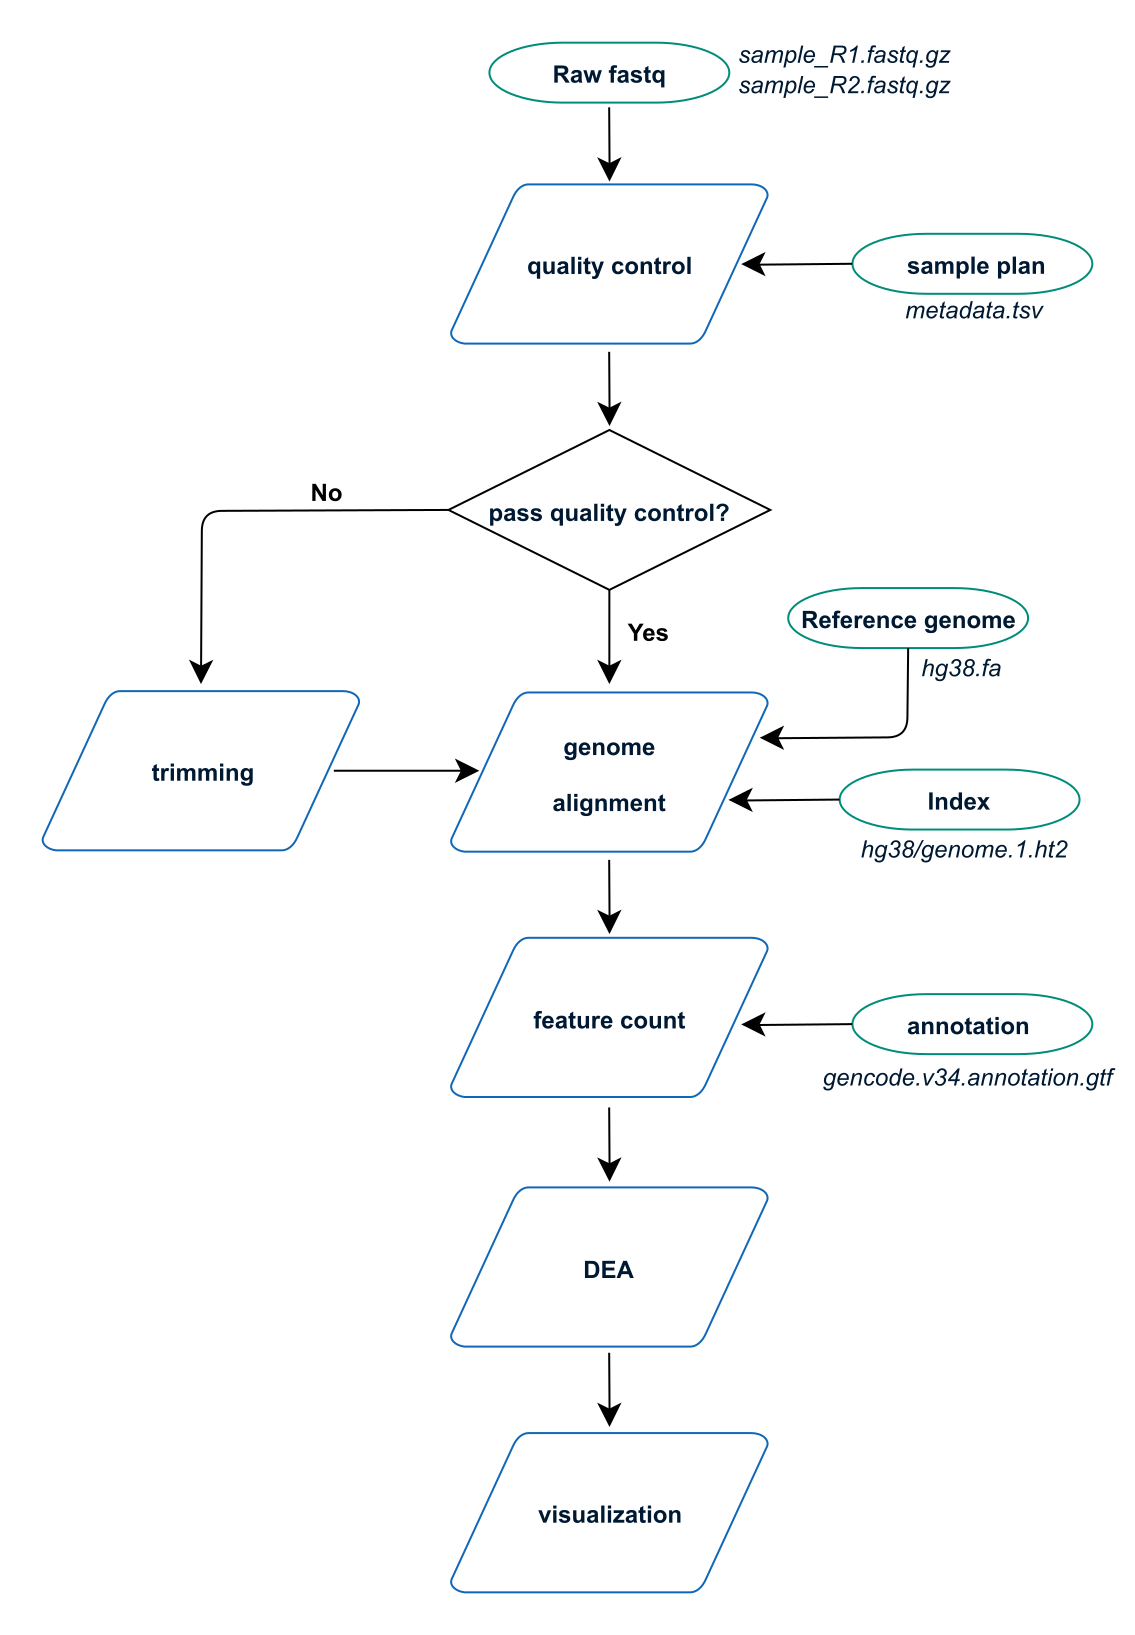 Raw fastq
sample_R1.fastq.gz
sample_R2.fastq.gz
quality control
sample plan
metadata.tsv
No
pass quality control?
Yes
Reference genome
hg38.fa
trimming
genome
alignment
Index
hg38/genome.1.ht2
feature count
annotation
gencode.v34.annotation.gtf
DEA
visualization